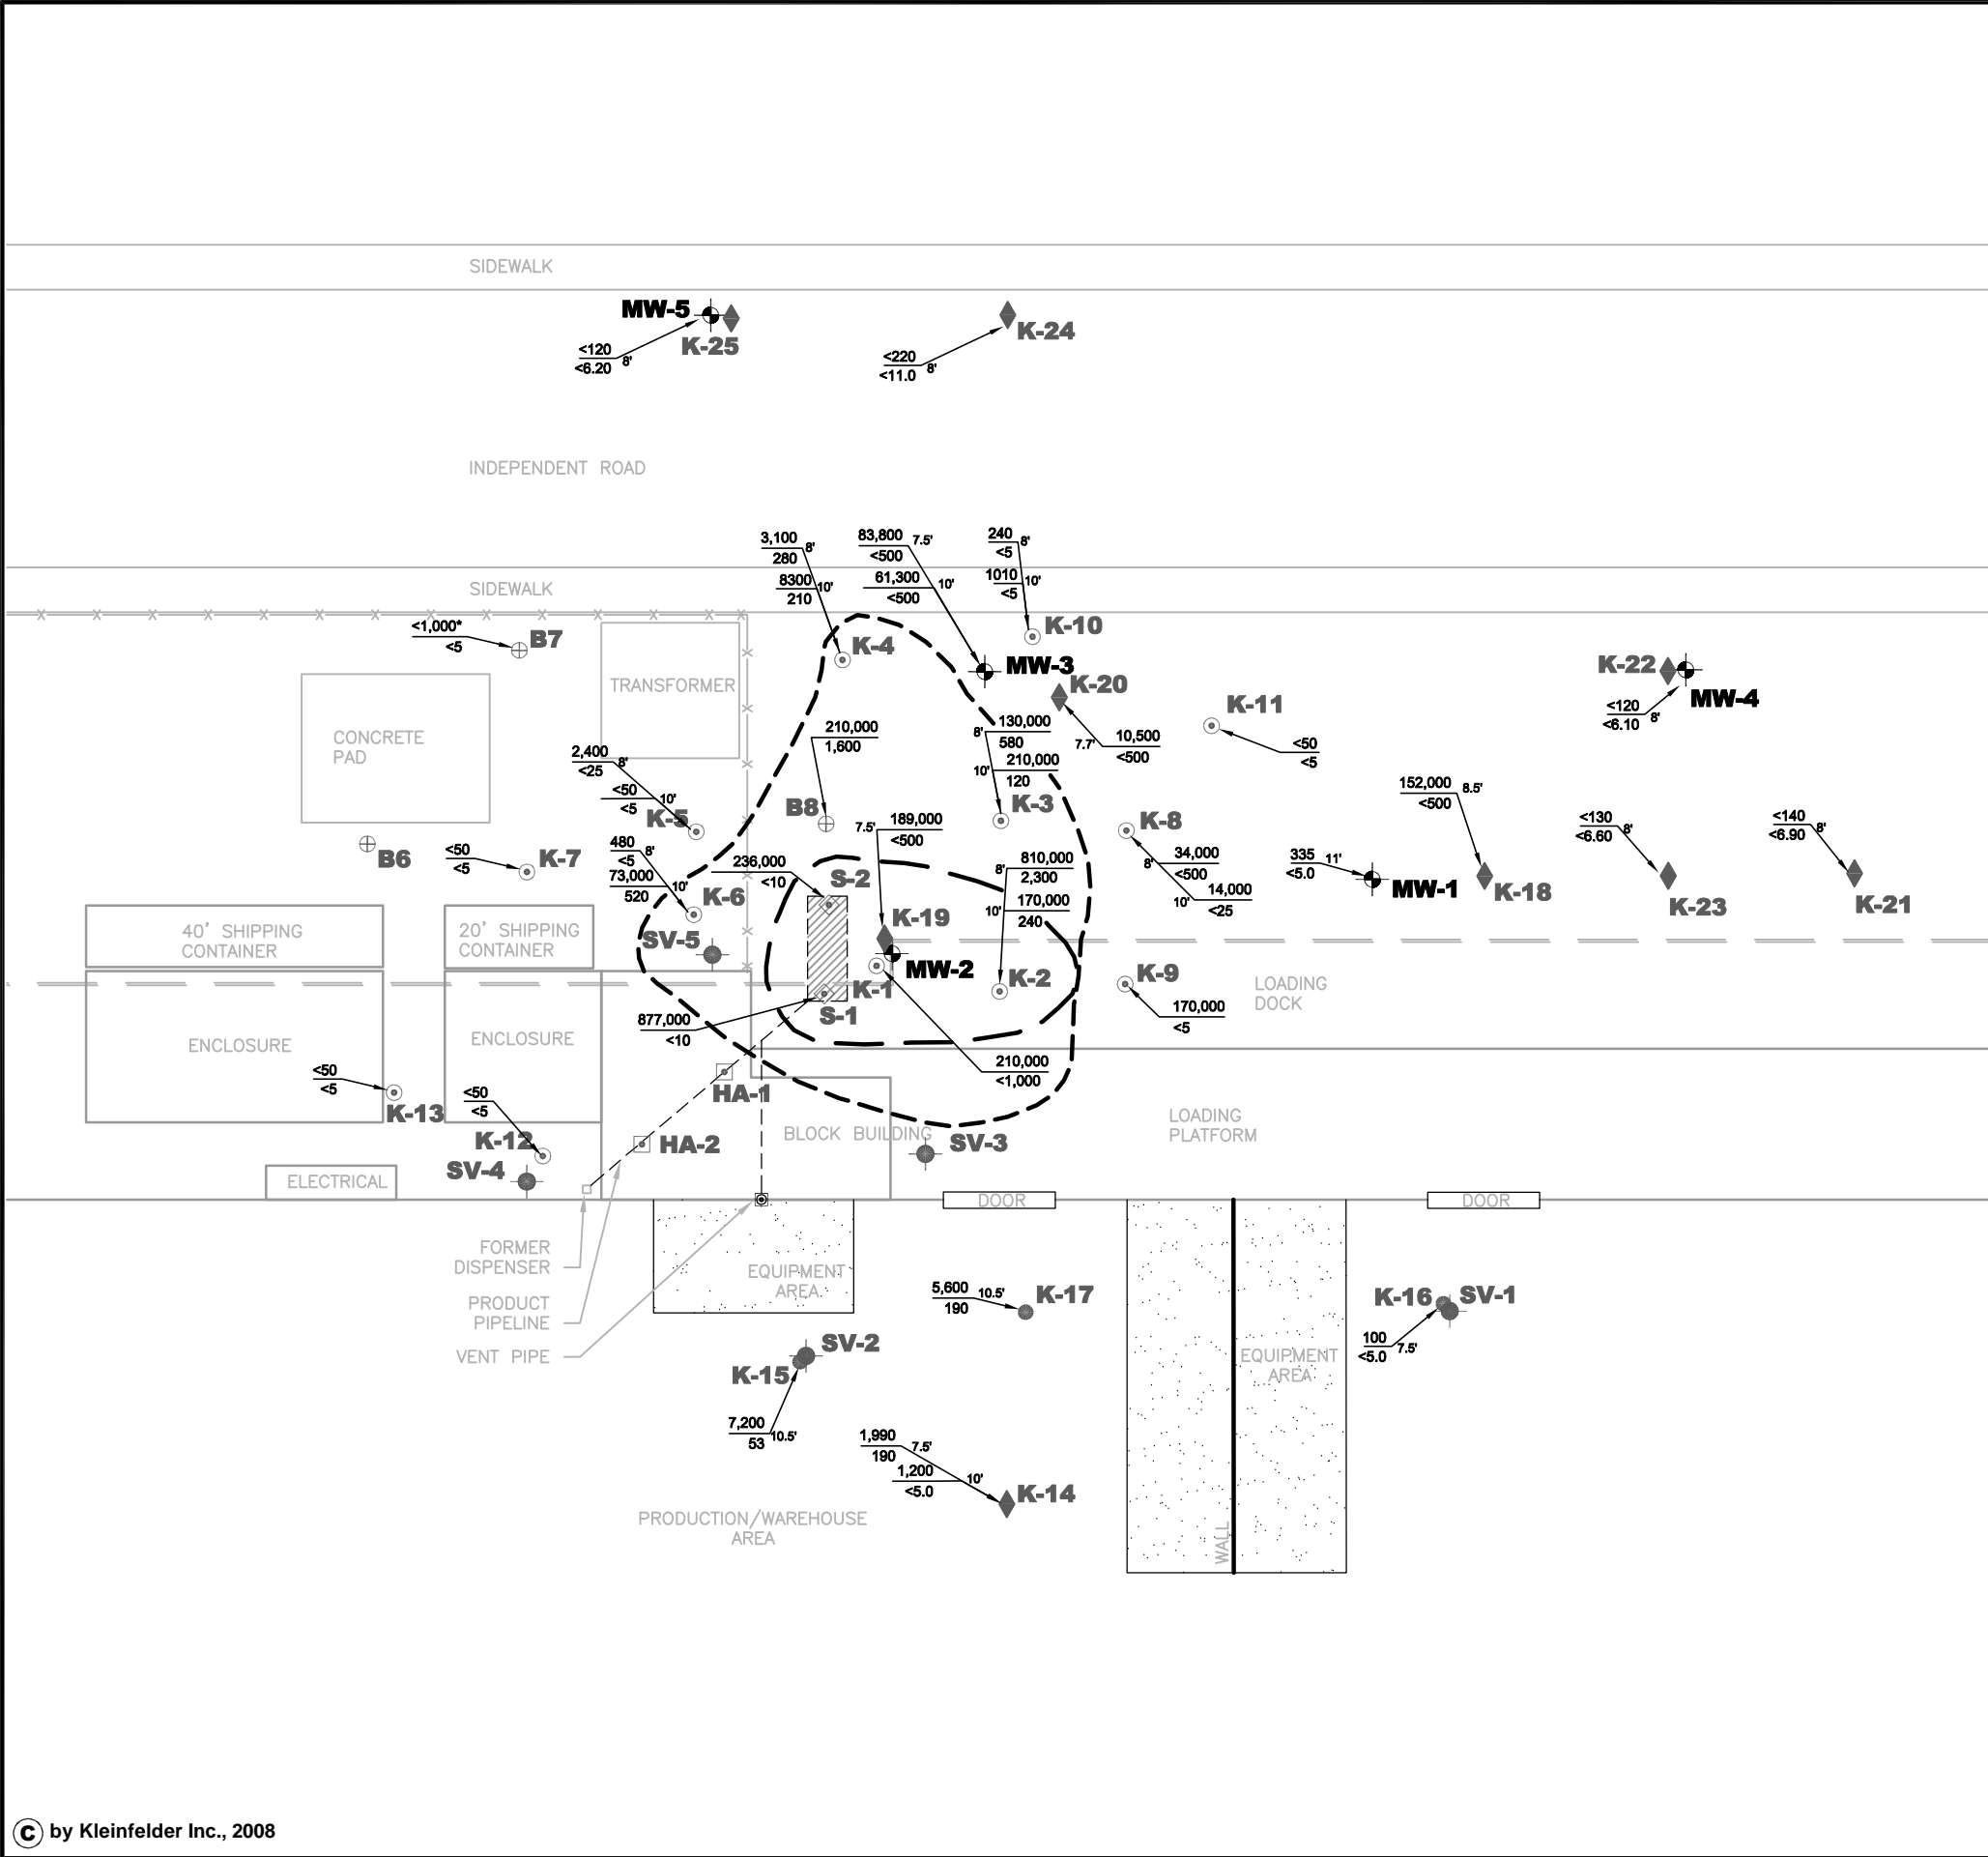 SIDEWALK
MW-5
K-25
<120
<6.20
8'
K-24
<220
<11.0
8'
INDEPENDENT ROAD
SIDEWALK
3,100
8'
280
8300
10'
210
83,800
7.5'
<500
61,300
10'
<500
240
8'
<5
1010
10'
<5
<1,000*
<5
B7
K-4
K-10
MW-3
K-20
K-22
MW-4
<120
<6.10
8'
TRANSFORMER
K-11
<50
<5
CONCRETE
PAD
210,000
1,600
8'
130,000
580
10'
210,000
120
7.7'
10,500
<500
2,400
8'
<25
<50
10'
<5
K-5
B8
K-3
K-8
152,000
8.5'
<500
<130
8'
<6.60
<140
8'
<6.90
B6
<50
<5
K-7
480
8'
<5
73,000
10'
520
K-6
236,000
<10
S-2
7.5'
189,000
<500
8'
810,000
2,300
10'
170,000
240
8'
34,000
<500
10'
14,000
<25
335
11'
<5.0
MW-1
K-18
K-23
K-21
K-19
40' SHIPPING
CONTAINER
20' SHIPPING
CONTAINER
SV-5
MW-2
K-1
K-2
K-9
170,000
<5
LOADING
DOCK
S-1
877,000
<10
ENCLOSURE
ENCLOSURE
210,000
<1,000
<50
<5
K-13
<50
<5
K-12
HA-1
HA-2
BLOCK BUILDING
SV-3
LOADING
PLATFORM
SV-4
ELECTRICAL
DOOR
DOOR
FORMER
DISPENSER
PRODUCT
PIPELINE
VENT PIPE
EQUIPMENT
AREA
5,600
10.5'
190
K-17
K-16
SV-1
100
7.5'
<5.0
SV-2
K-15
7,200
10.5'
53
EQUIPMENT
AREA
1,990
7.5'
190
1,200
10'
<5.0
K-14
PRODUCTION/WAREHOUSE
AREA
WALL
© by Kleinfelder Inc., 2008